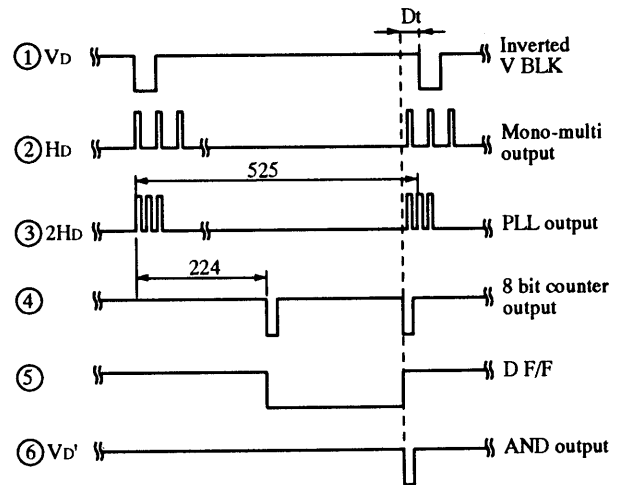 Dt
① VD
Inverted
V BLK
② HD
Mono-multi
output
525
③ 2HD
PLL output
224
④
8 bit counter
output
⑤
D F/F
⑥ VD'
AND output